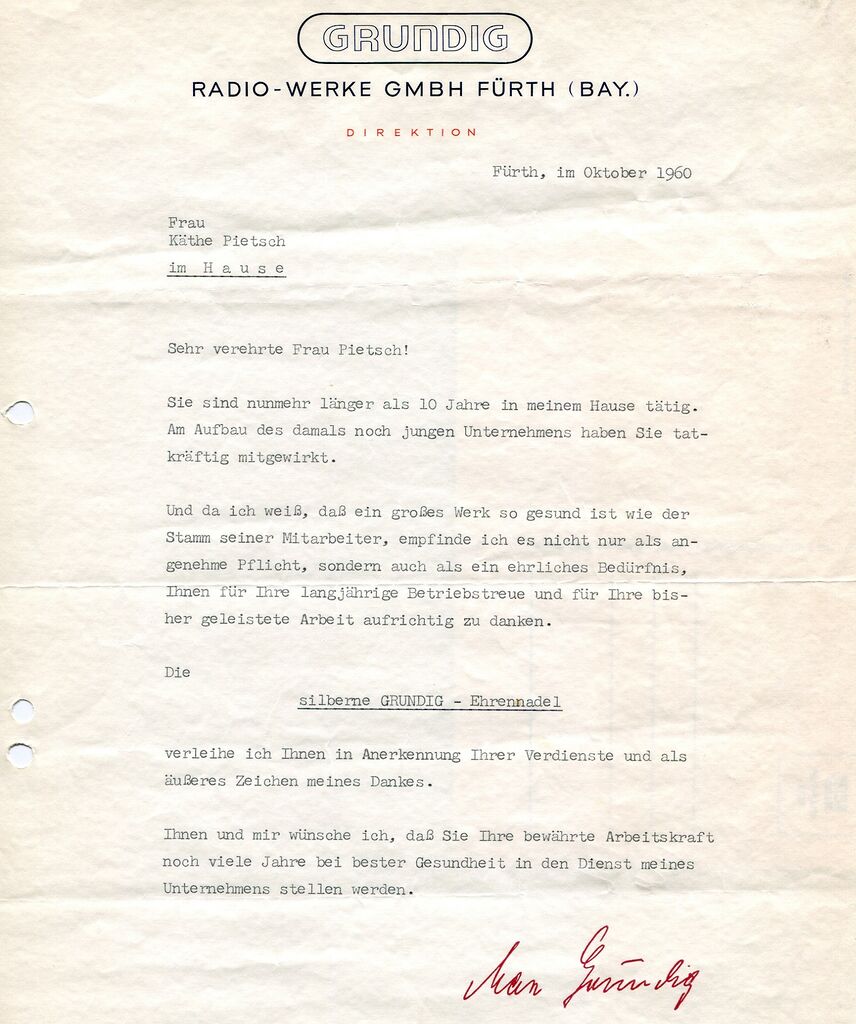 GRUNDIG
RADIO-WERKE GMBH FÜRTH (BAY.)
DIREKTION
Fürth, im Oktober 1960
Frau
Käthe Pietsch
im H a u s e
Sehr verehrte Frau Pietsch!
Sie sind nunmehr länger als 10 Jahre in meinem Hause tätig.
Am Aufbau des damals noch jungen Unternehmens haben Sie tat-
kräftig mitgewirkt.
Und da ich weiß, daß ein großes Werk so gesund ist wie der
Stamm seiner Mitarbeiter, empfinde ich es nicht nur als an-
genehme Pflicht, sondern auch als ein ehrliches Bedürfnis,
Ihnen für Ihre langjährige Betriebstreue und für Ihre bis-
her geleistete Arbeit aufrichtig zu danken.
Die
silberne GRUNDIG - Ehrennadel
verleihe ich Ihnen in Anerkennung Ihrer Verdienste und als
äußeres Zeichen meines Dankes.
Ihnen und mir wünsche ich, daß Sie Ihre bewährte Arbeitskraft
noch viele Jahre bei bester Gesundheit in den Dienst meines
Unternehmens stellen werden.
Max Grundig